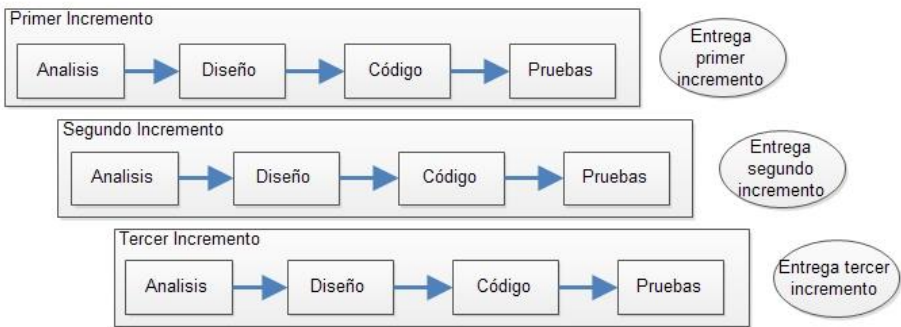 Primer Incremento
Analisis
Diseño
Código
Pruebas
Entrega
primer
incremento
Segundo Incremento
Analisis
Diseño
Código
Pruebas
Entrega
segundo
incremento
Tercer Incremento
Analisis
Diseño
Código
Pruebas
Entrega tercer
incremento